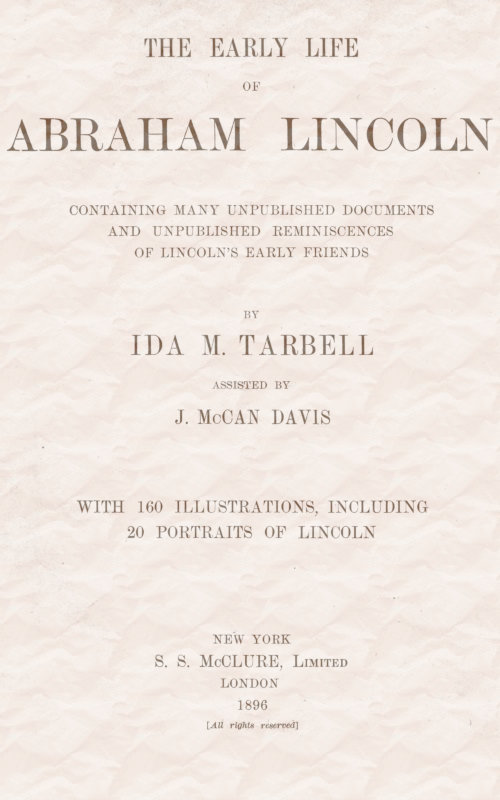 THE EARLY LIFE
OF
ABRAHAM LINCOLN
CONTAINING MANY UNPUBLISHED DOCUMENTS
AND UNPUBLISHED REMINISCENCES
OF LINCOLN'S EARLY FRIENDS
BY
IDA M. TARBELL
ASSISTED BY
J. McCAN DAVIS
WITH 160 ILLUSTRATIONS, INCLUDING
20 PORTRAITS OF LINCOLN
NEW YORK
S. S. McCLURE, LIMITED
LONDON
1896
[All rights reserved]